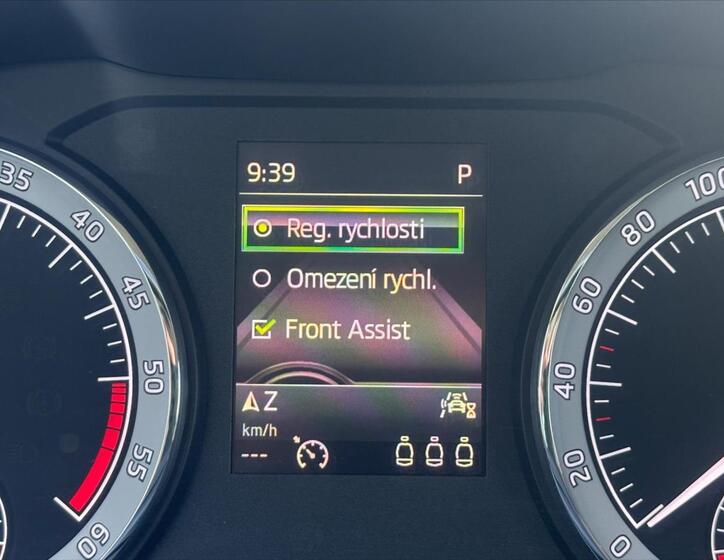 9:39 P
Reg. rychlosti
Omezení rychl.
Front Assist
Z
km/h
---
35
40
45
50
55
60
0
20
40
60
80
100